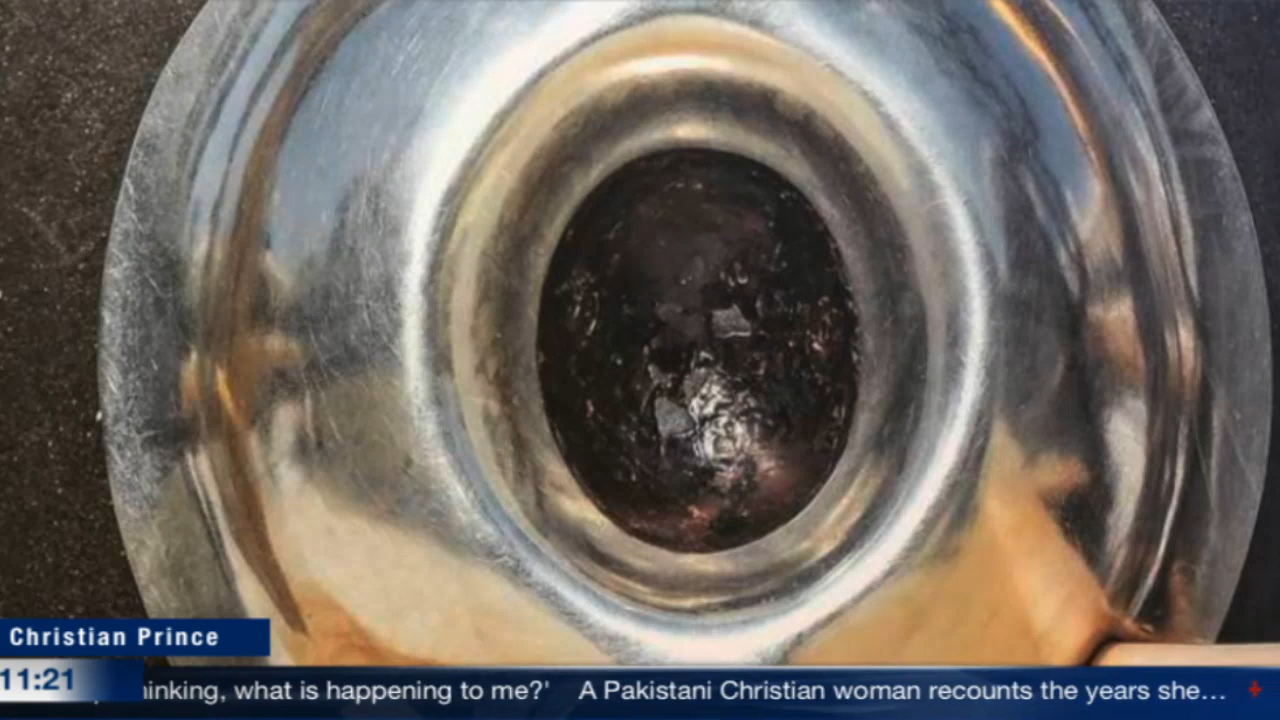 Christian Prince
11:21
inking, what is happening to me?' A Pakistani Christian woman recounts the years she...